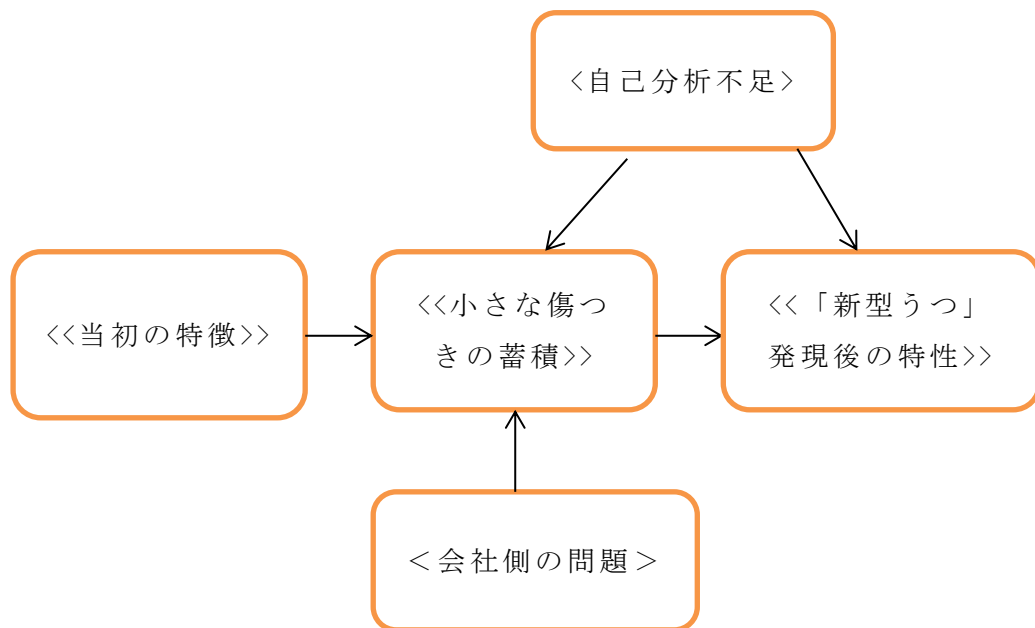 <自己分析不足>
<<当初の特徴>>
<<小さな傷つ
きの蓄積>>
<<「新型うつ」
発現後の特性>>
＜会社側の問題＞